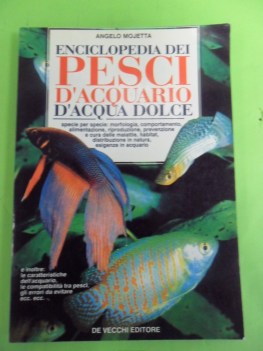 ANGELO MOJETTA
ENCICLOPEDIA DEI
PESCI
D'ACQUARIO
D'ACQUA DOLCE
specie per specie: morfologia, comportamento,
alimentazione, riproduzione, prevenzione
e cura delle malattie, habitat,
distribuzione in natura,
esigenze in acquario
e inoltre:
le caratteristiche
dell'acquario,
le compatibilità tra pesci,
gli errori da evitare
ecc. ecc.
DE VECCHI EDITORE